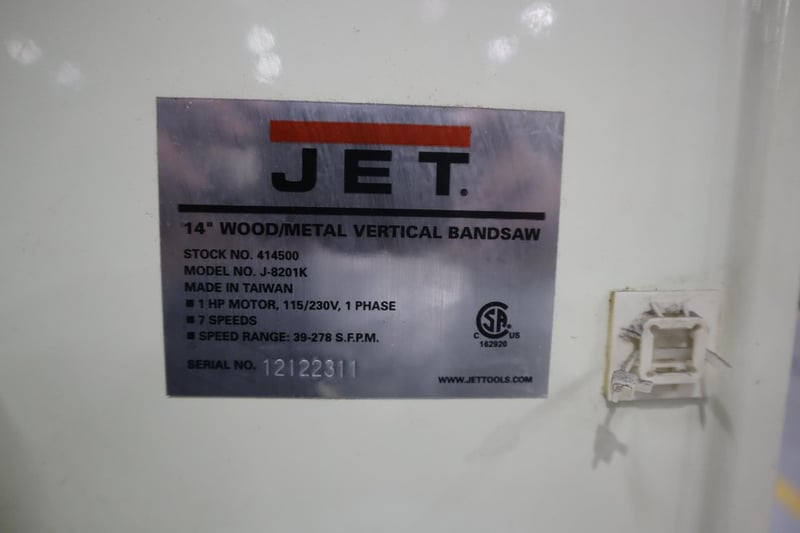 JET.
14" WOOD/METAL VERTICAL BANDSAW
STOCK NO. 414500
MODEL NO. J-8201K
MADE IN TAIWAN
■ 1 HP MOTOR, 115/230V, 1 PHASE
■ 7 SPEEDS
■ SPEED RANGE: 39-278 S.F.P.M.
SERIAL NO. 12122311
C SA US
162920
WWW.JETTOOLS.COM